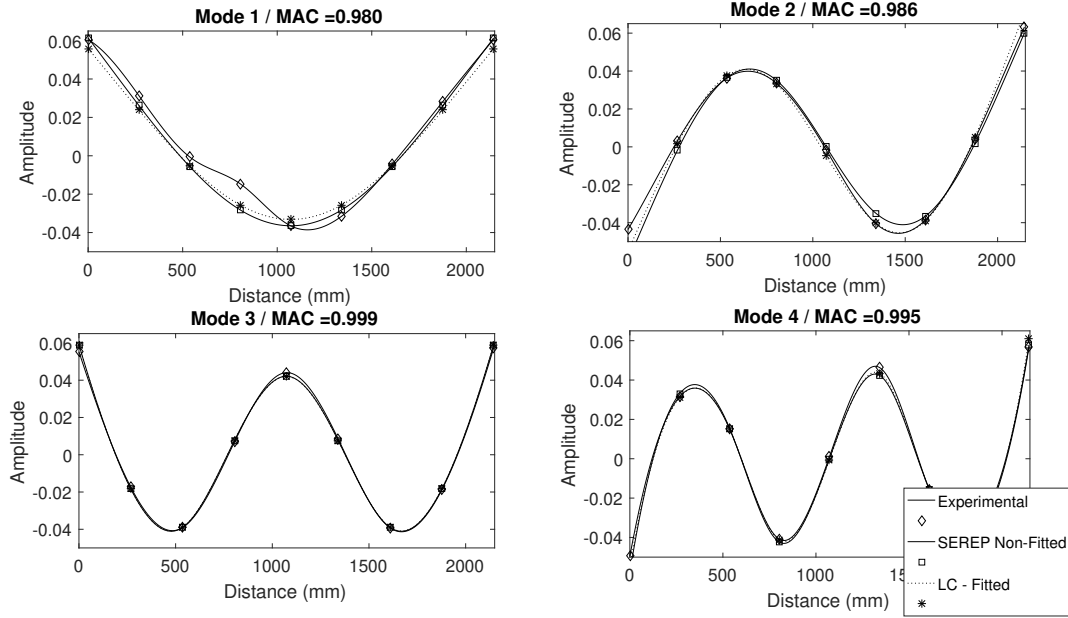 Mode 1 / MAC =0.980
0.06
0.04
0.02
0
-0.02
-0.04
Amplitude
0
500
1000
1500
2000
Distance (mm)
Mode 2 / MAC =0.986
0.06
0.04
0.02
0
-0.02
-0.04
Amplitude
0
500
1000
1500
2000
Distance (mm)
Mode 3 / MAC =0.999
0.06
0.04
0.02
0
-0.02
-0.04
Amplitude
0
500
1000
1500
2000
Distance (mm)
Mode 4 / MAC =0.995
0.06
0.04
0.02
0
-0.02
-0.04
Amplitude
0
500
1000
Distance (mm)
Experimental
SEREP Non-Fitted
LC - Fitted